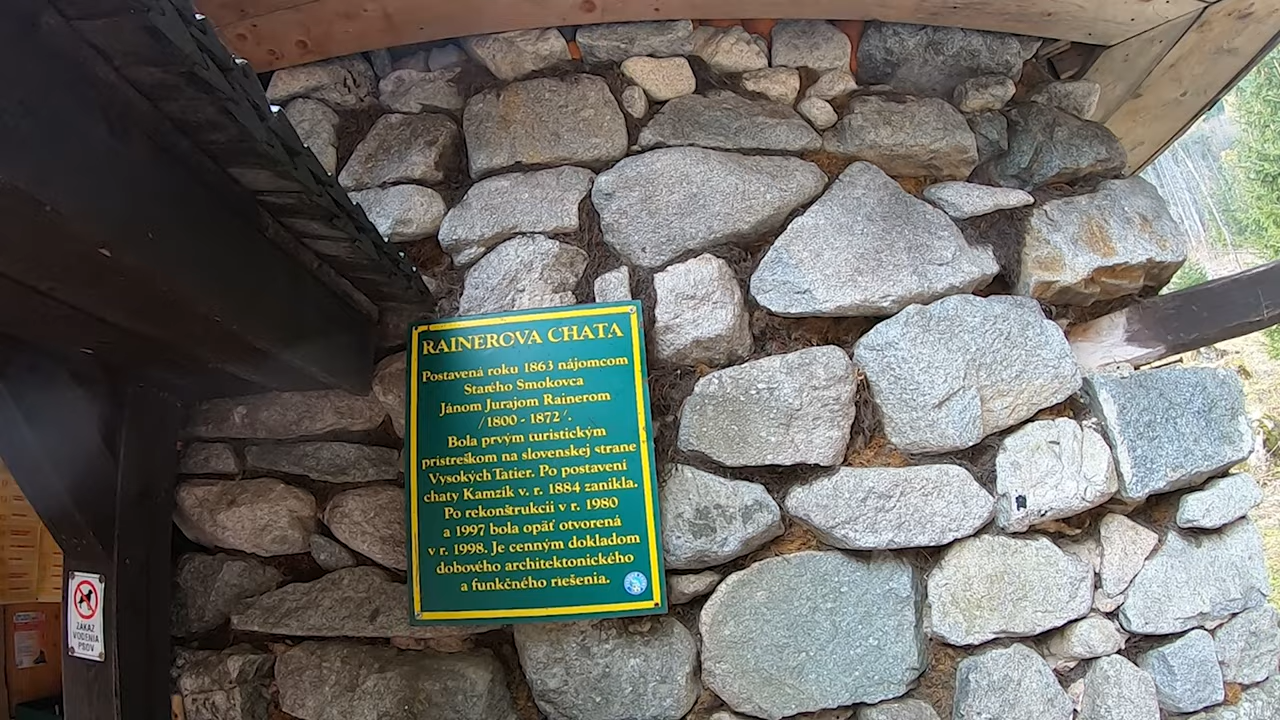 RAINEROVA CHATA
Postavená roku 1863 nájomcom
Starého Smokovca
Jánom Jurajom Rainerom
/1800 - 1872/.
Bola prvým turistickým
prístreškom na slovenskej strane
Vysokých Tatier. Po postavení
chaty Kamzík v. r. 1884 zanikla.
Po rekonštrukcii v r. 1980
a 1997 bola opäť otvorená
v r. 1998. Je cenným dokladom
dobového architektonického
a funkčného riešenia.
ZÁKAZ
VODENIA
PSOV